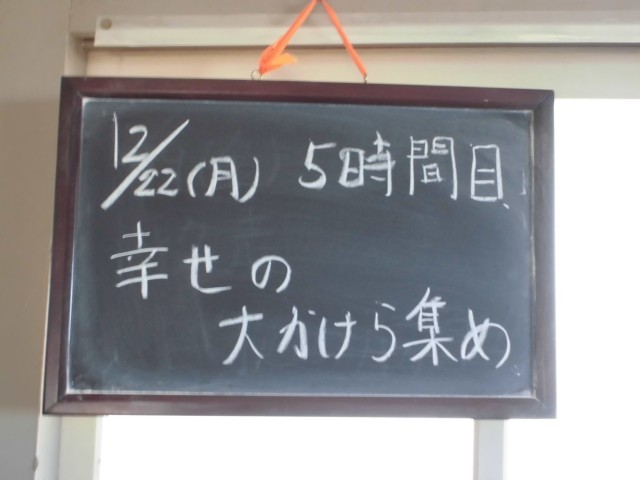 12/22(月) 5時間目
幸せの
大かけら集め